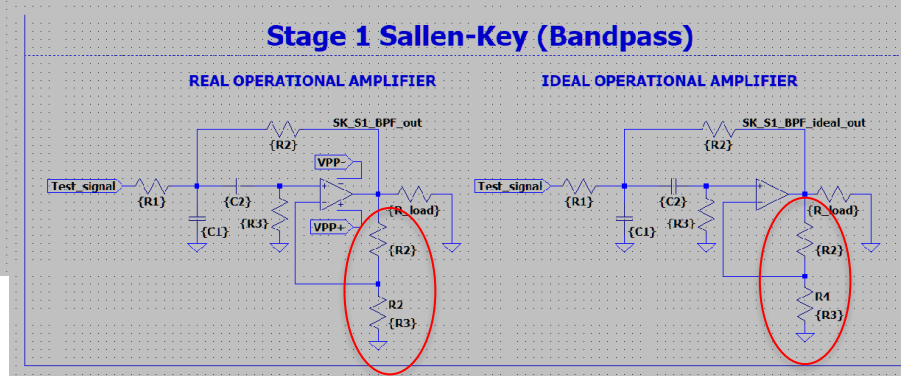 Stage 1 Sallen-Key (Bandpass)
REAL OPERATIONAL AMPLIFIER
IDEAL OPERATIONAL AMPLIFIER
SK_S1_BPF_out
{R2}
VPP-
Test_signal
{R1}
{C2}
{R_load}
{C1}
{R3}
VPP+
{R2}
R2
{R3}
SK_S1_BPF_ideal_out
{R2}
Test_signal
{R1}
{C2}
{R_load}
{C1}
{R3}
{R2}
R4
{R3}